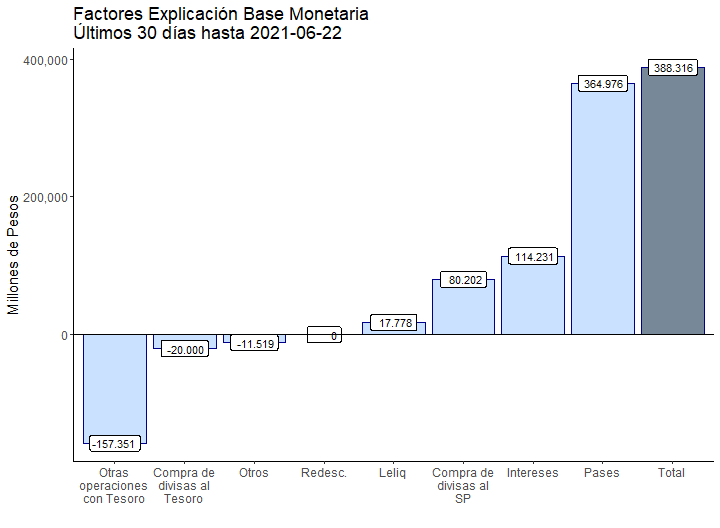 Factores Explicación Base Monetaria
Últimos 30 días hasta 2021-06-22
Millones de Pesos
400,000
200,000
0
-157.351
-20.000
-11.519
0
17.778
80.202
114.231
364.976
388.316
Otras
operaciones
con Tesoro
Compra de
divisas al
Tesoro
Otros
Redesc.
Leliq
Compra de
divisas al
SP
Intereses
Pases
Total